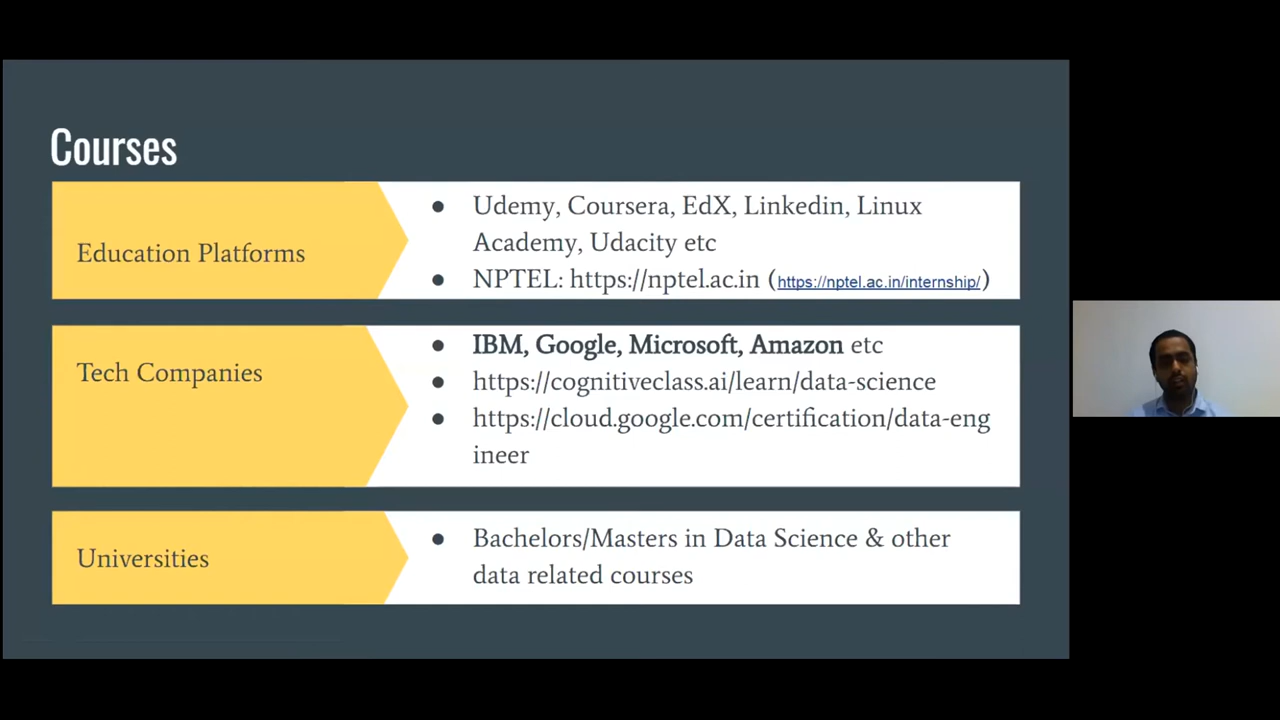 Courses
Education Platforms
● Udemy, Coursera, EdX, Linkedin, Linux
Academy, Udacity etc
● NPTEL: https://nptel.ac.in (https://nptel.ac.in/internship/)
Tech Companies
● IBM, Google, Microsoft, Amazon etc
● https://cognitiveclass.ai/learn/data-science
● https://cloud.google.com/certification/data-eng
ineer
Universities
● Bachelors/Masters in Data Science & other
data related courses